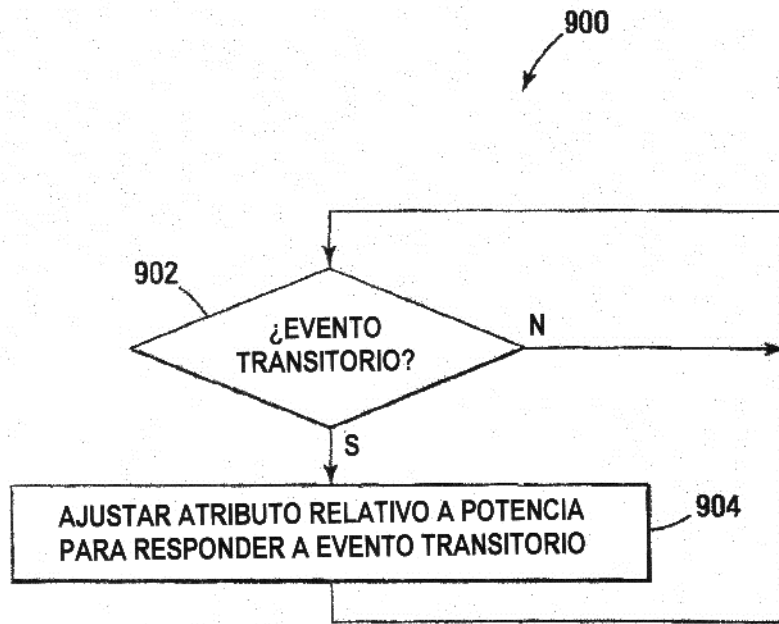 900
902
¿EVENTO
TRANSITORIO?
N
S
AJUSTAR ATRIBUTO RELATIVO A POTENCIA
PARA RESPONDER A EVENTO TRANSITORIO
904